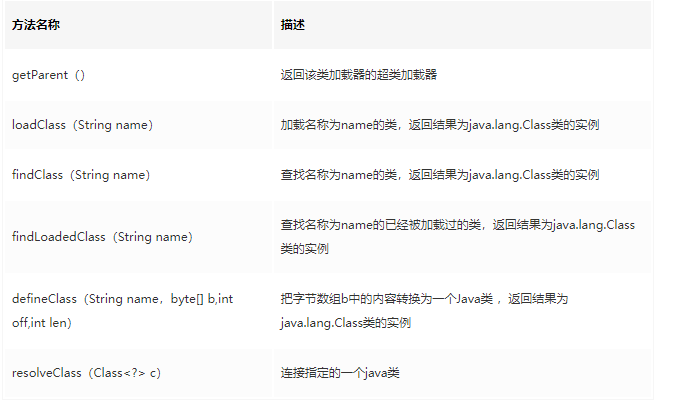 方法名称
描述
getParent（）
返回该类加载器的超类加载器
loadClass（String name）
加载名称为name的类，返回结果为java.lang.Class类的实例
findClass（String name）
查找名称为name的类，返回结果为java.lang.Class类的实例
findLoadedClass（String name）
查找名称为name的已经被加载过的类，返回结果为java.lang.Class
类的实例
defineClass（String name，byte[] b,int
off,int len）
把字节数组b中的内容转换为一个Java类 ，返回结果为
java.lang.Class类的实例
resolveClass（Class<?> c）
连接指定的一个java类